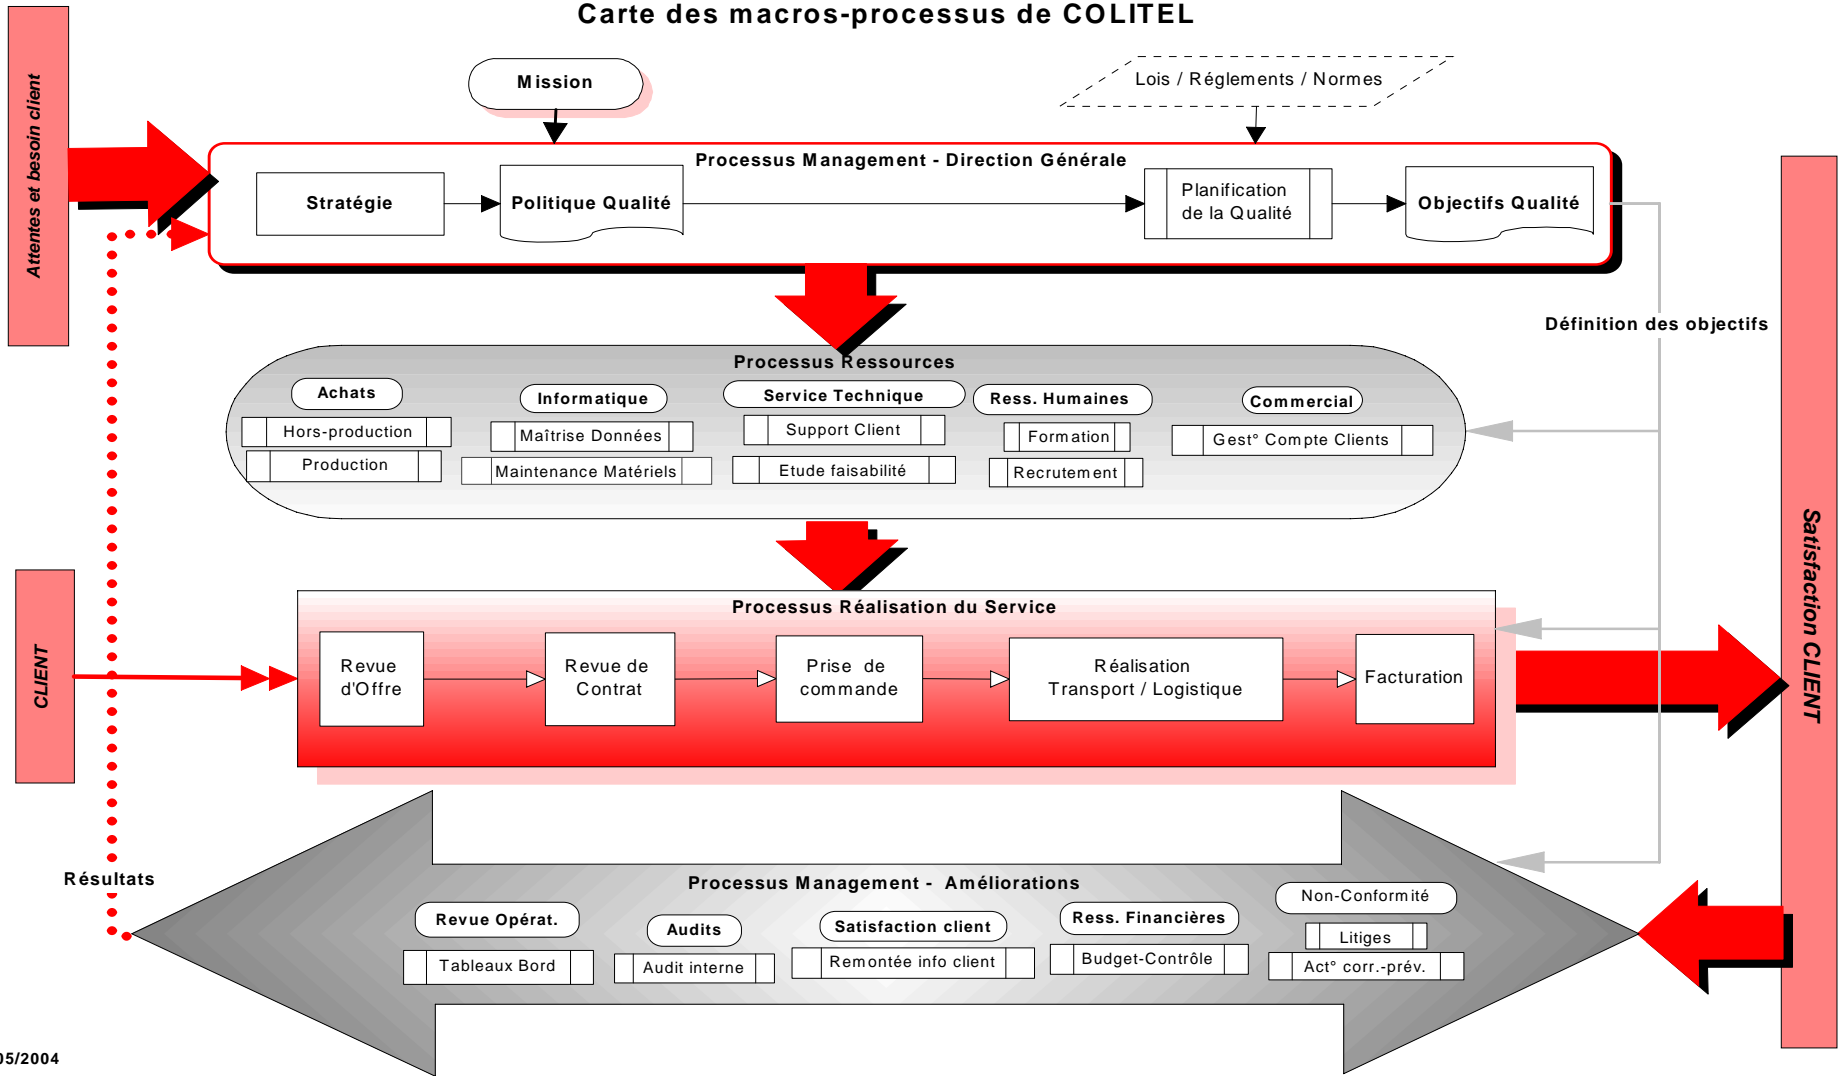 Carte des macros-processus de COLITEL
Attentes et besoin client
Mission
Lois / Réglements / Normes
Processus Management - Direction Générale
Stratégie
Politique Qualité
Planification
de la Qualité
Objectifs Qualité
Définition des objectifs
Processus Ressources
Achats
Hors-production
Production
Informatique
Maîtrise Données
Maintenance Matériels
Service Technique
Support Client
Etude faisabilité
Ress. Humaines
Formation
Recrutement
Commercial
Gest° Compte Clients
CLIENT
Processus Réalisation du Service
Revue
d'Offre
Revue de
Contrat
Prise de
commande
Réalisation
Transport / Logistique
Facturation
Satisfaction CLIENT
Résultats
Processus Management - Améliorations
Revue Opérat.
Tableaux Bord
Audits
Audit interne
Satisfaction client
Remontée info client
Ress. Financières
Budget-Contrôle
Non-Conformité
Litiges
Act° corr.-prév.
05/2004